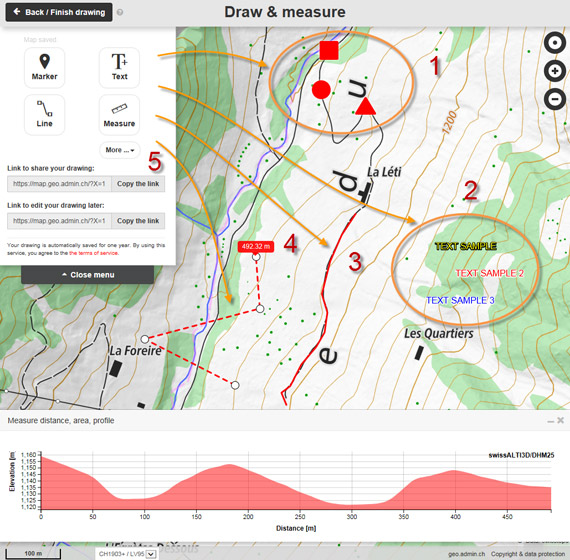 Back / Finish drawing
Draw & measure
Map saved.
Marker
Text
Line
Measure
More ...
Link to share your drawing:
https://map.geo.admin.ch/?X=1
Copy the link
Link to edit your drawing later:
https://map.geo.admin.ch/?X=1
Copy the link
Your drawing is automatically saved for one year. By using this
service, you agree to the the terms of service.
Close menu
1
2
3
4
5
n
d
e
1200
La Léti
TEXT SAMPLE
TEXT SAMPLE 2
TEXT SAMPLE 3
492.32 m
La Foreire
Les Quartiers
Measure distance, area, profile
swissALTI3D/DHM25
Elevation [m]
1,160
1,155
1,150
1,145
1,140
1,135
1,130
1,125
1,120
0
50
100
150
200
250
300
350
400
450
Distance [m]
100 m
CH1903+ / LV95
geo.admin.ch
Copyright & data protection